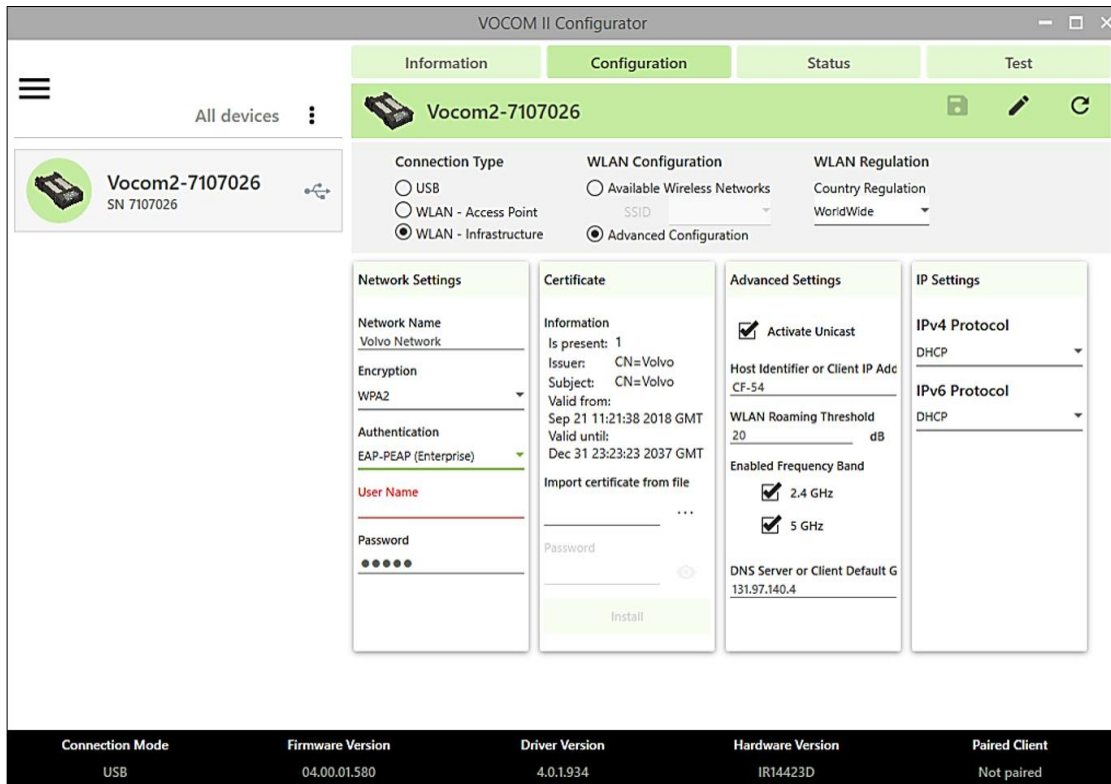 VOCOM II Configurator
Information Configuration Status Test
All devices
Vocom2-7107026
Vocom2-7107026
SN 7107026
Connection Type
USB
WLAN - Access Point
WLAN - Infrastructure
WLAN Configuration
Available Wireless Networks
SSID
Advanced Configuration
WLAN Regulation
Country Regulation
WorldWide
Network Settings
Network Name
Volvo Network
Encryption
WPA2
Authentication
EAP-PEAP (Enterprise)
User Name
Password
Certificate
Information
Is present: 1
Issuer: CN=Volvo
Subject: CN=Volvo
Valid from:
Sep 21 11:21:38 2018 GMT
Valid until:
Dec 31 23:23:23 2037 GMT
Import certificate from file
...
Password
Install
Advanced Settings
Activate Unicast
Host Identifier or Client IP Add
CF-54
WLAN Roaming Threshold
20 dB
Enabled Frequency Band
2.4 GHz
5 GHz
DNS Server or Client Default G
131.97.140.4
IP Settings
IPv4 Protocol
DHCP
IPv6 Protocol
DHCP
Connection Mode Firmware Version Driver Version Hardware Version Paired Client
USB 04.00.01.580 4.0.1.934 IR14423D Not paired